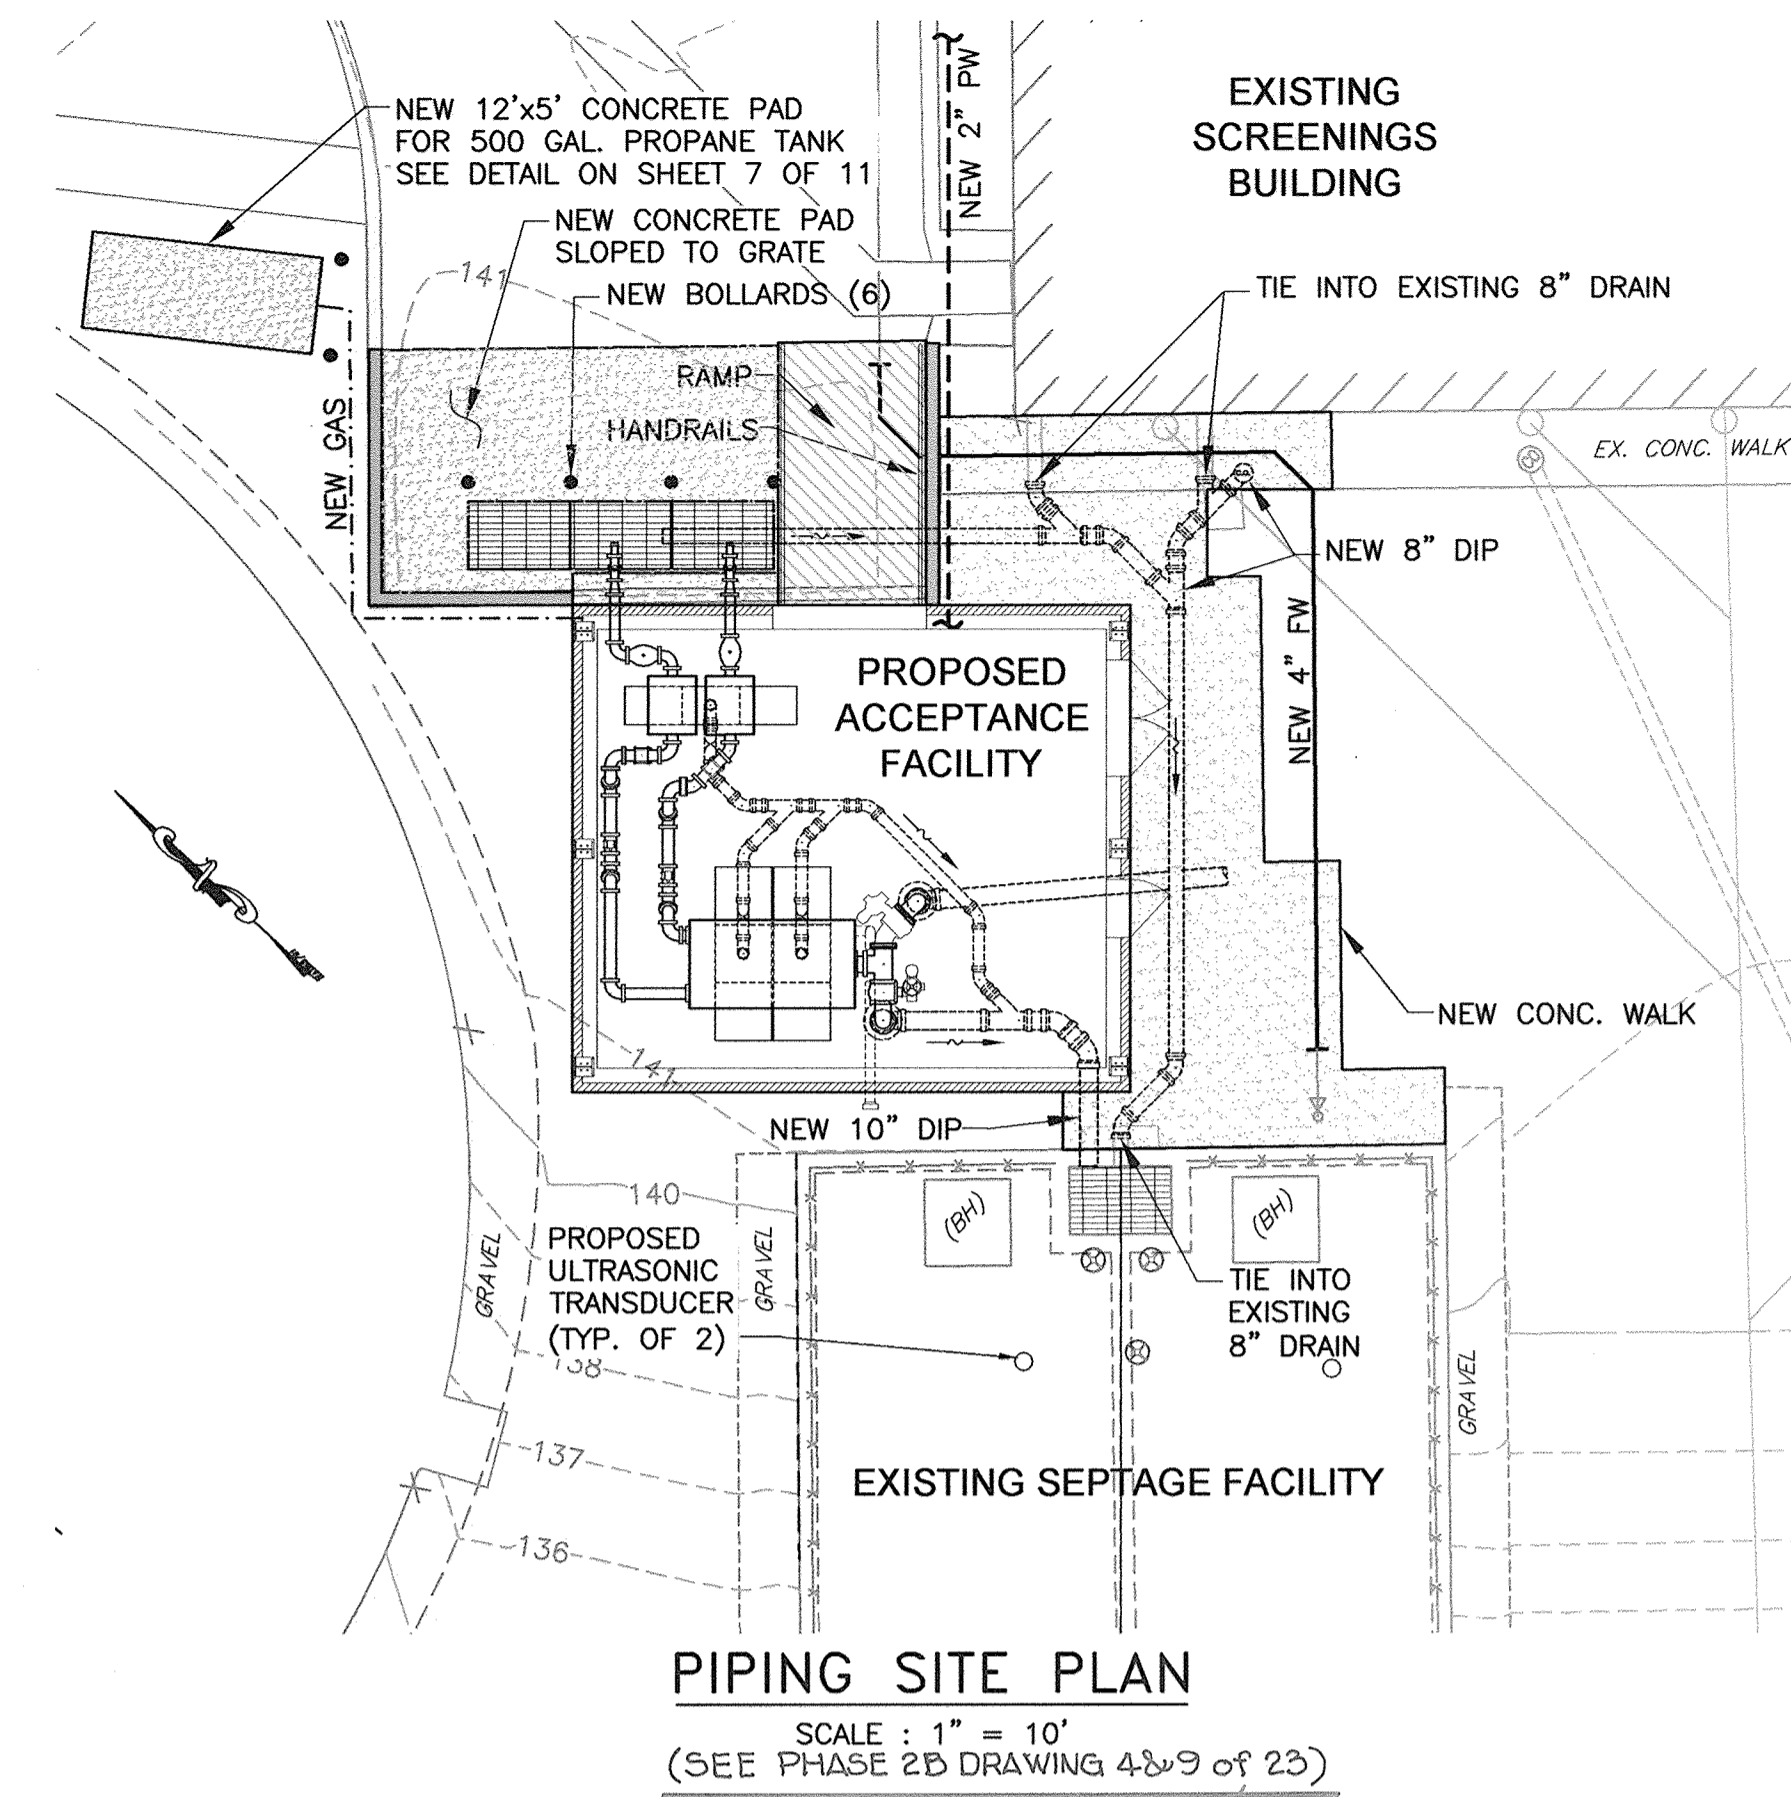 NEW 12'x5' CONCRETE PAD
FOR 500 GAL. PROPANE TANK
SEE DETAIL ON SHEET 7 OF 11
NEW CONCRETE PAD
SLOPED TO GRATE
NEW BOLLARDS (6)
141
NEW 2" PW
EXISTING
SCREENINGS
BUILDING
TIE INTO EXISTING 8" DRAIN
RAMP
HANDRAILS
NEW GAS
EX. CONC. WALK
C.O.
NEW 8" DIP
NEW 4" FW
PROPOSED
ACCEPTANCE
FACILITY
NEW CONC. WALK
141
NEW 10" DIP
140
(BH)
(BH)
GRAVEL
GRAVEL
PROPOSED
ULTRASONIC
TRANSDUCER
(TYP. OF 2)
TIE INTO
EXISTING
8" DRAIN
138
GRAVEL
137
EXISTING SEPTAGE FACILITY
136
PIPING SITE PLAN
SCALE : 1" = 10'
(SEE PHASE 2B DRAWING 4&9 of 23)